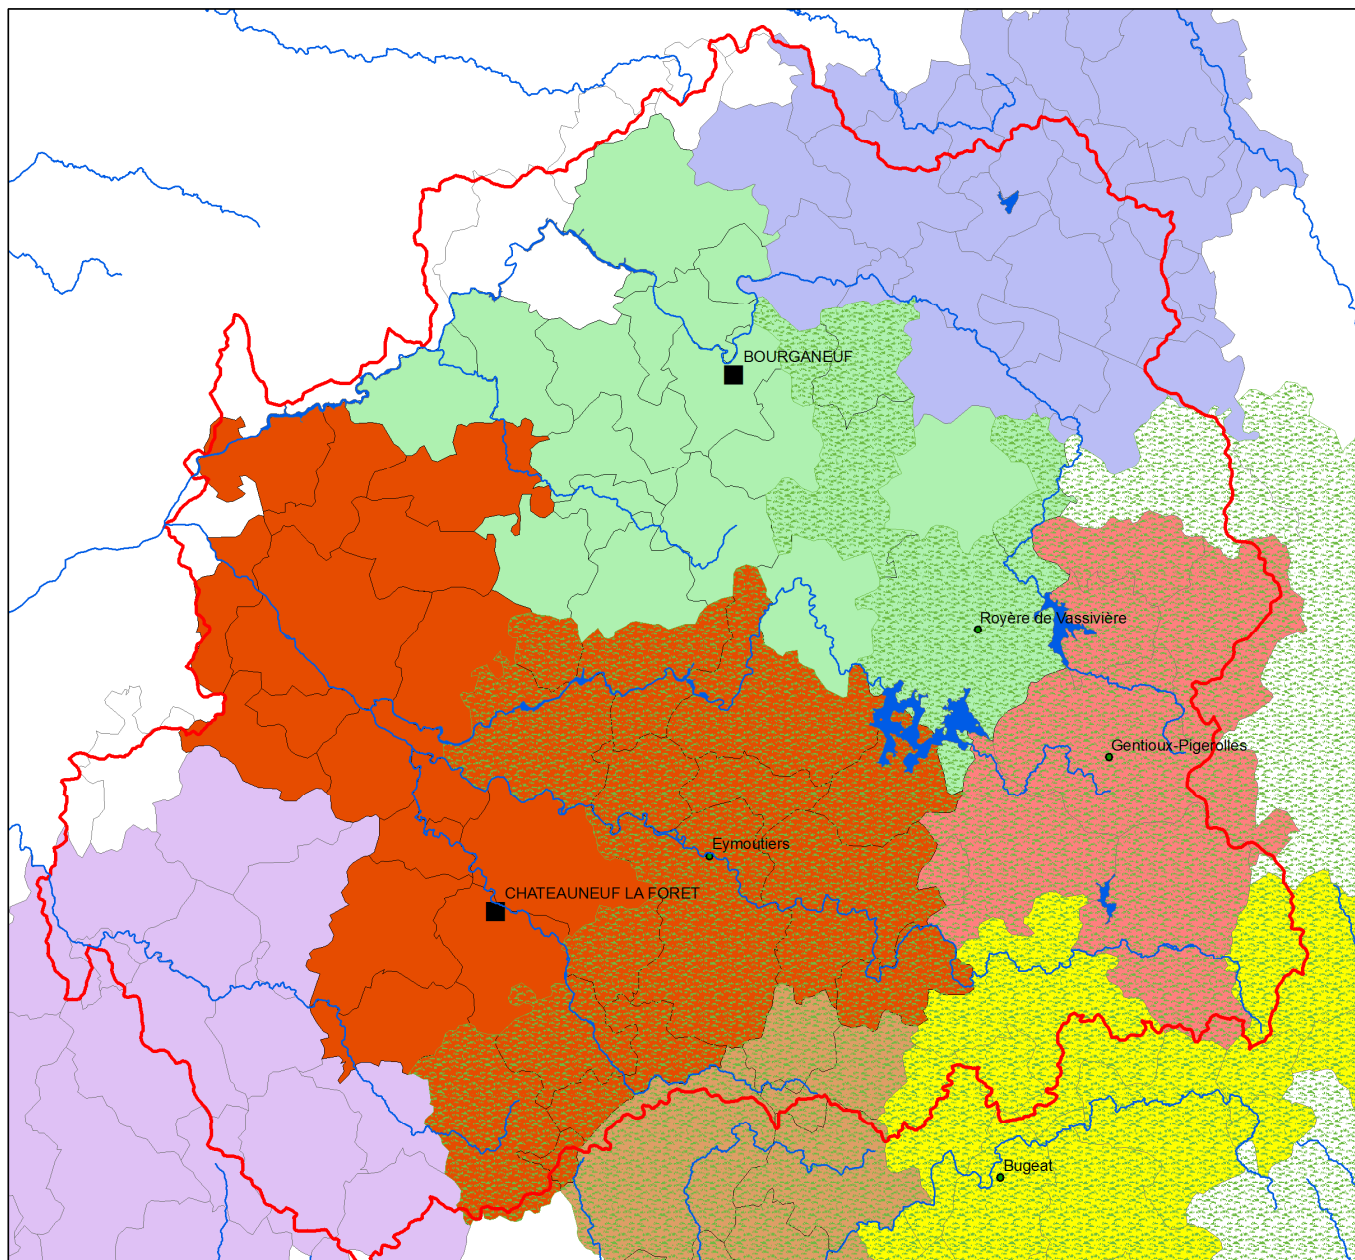 BOURGANEUF
Royère de Vassivière
Gentioux-Pigerolles
Eymoutiers
CHATEAUNEUF LA FORET
Bugeat